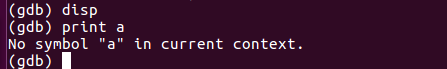 (gdb) disp
(gdb) print a
No symbol "a" in current context.
(gdb)